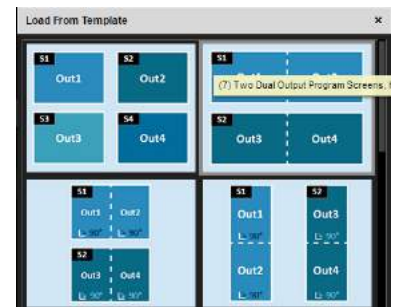 Load From Template ×
S1 S2 S1
Out1 Out2
(7) Two Dual Output Program Screens,
S3 S4 S2
Out3 Out4 Out3 Out4
S1 S1 S2
Out1 Out2 Out1 Out3
90° 90° 90° 90°
S2
Out3 Out4 Out2 Out4
90° 90° 90° 90°